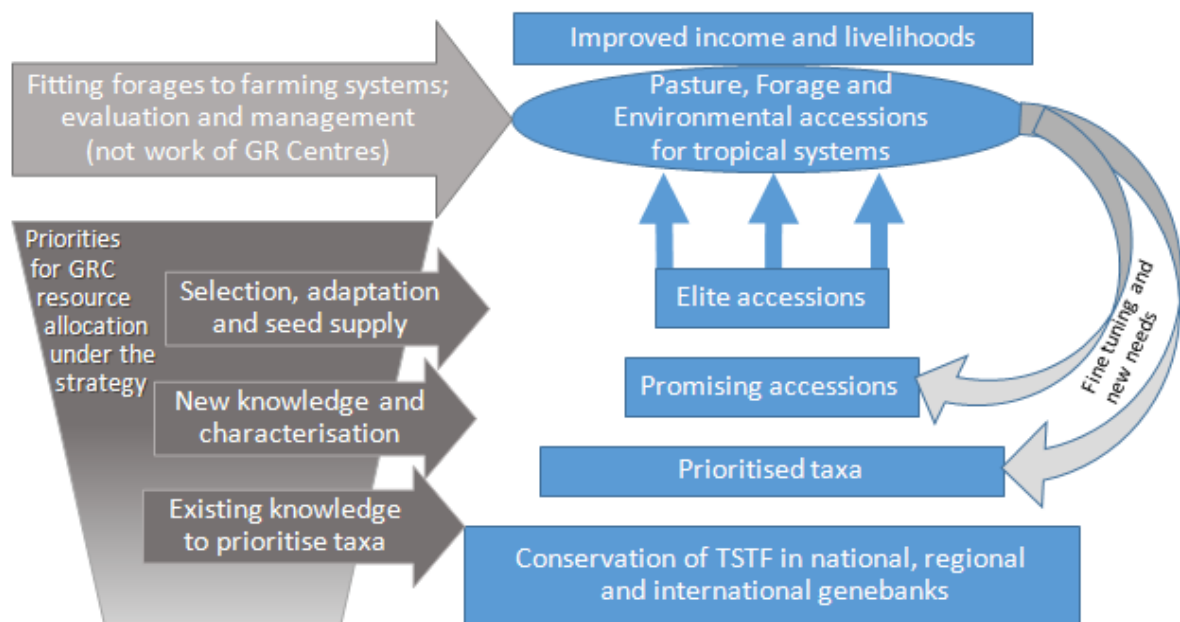 Improved income and livelihoods
Fitting forages to farming systems;
evaluation and management
(not work of GR Centres)
Pasture, Forage and
Environmental accessions
for tropical systems
Priorities
for GRC
resource
allocation
under the
strategy
Selection, adaptation
and seed supply
Elite accessions
New knowledge and
characterisation
Promising accessions
Fine tuning and
new needs
Prioritised taxa
Existing knowledge
to prioritise taxa
Conservation of TSTF in national, regional
and international genebanks